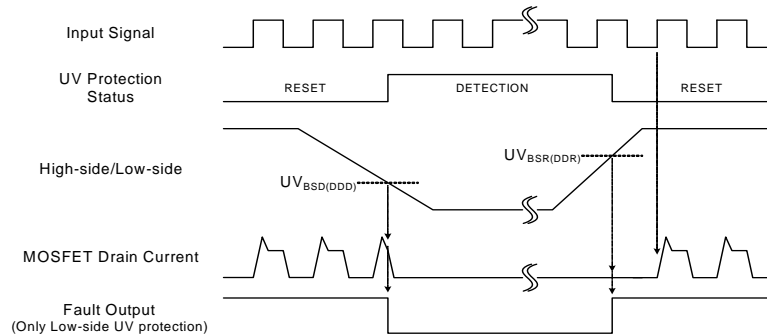 Input Signal
UV Protection
Status
RESET
DETECTION
RESET
High-side/Low-side
UVBSD(DDD)
UVBSR(DDR)
MOSFET Drain Current
Fault Output
(Only Low-side UV protection)